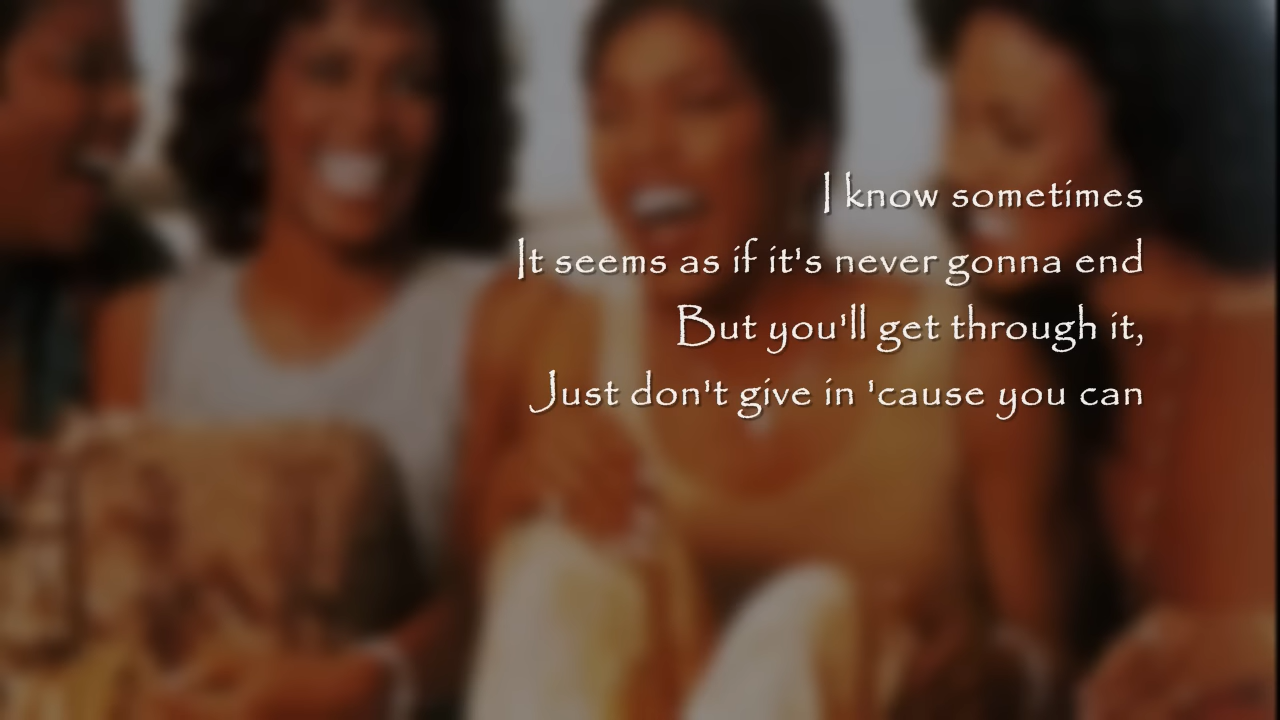 I know sometimes
It seems as if it's never gonna end
But you'll get through it,
Just don't give in 'cause you can